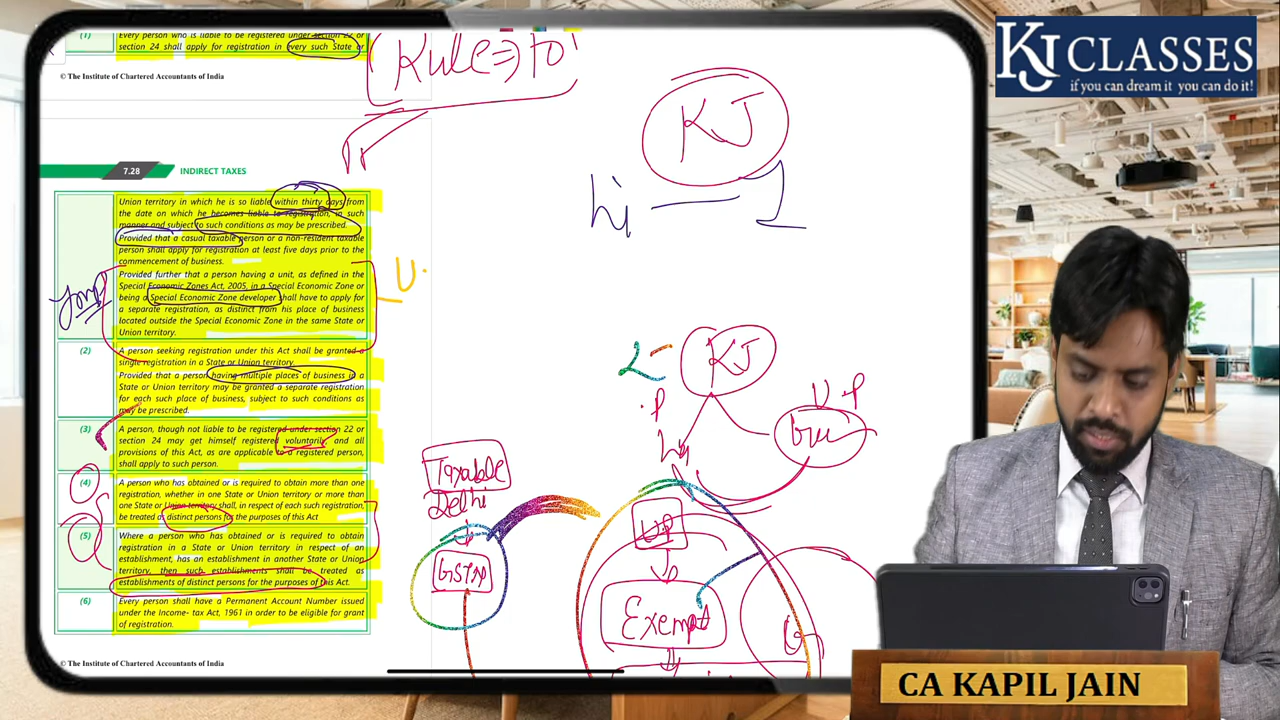 (1)
Every person who is liable to be registered under section 22 or
section 24 shall apply for registration in every such State or
© The Institute of Chartered Accountants of India
Rule => 10
7.28
INDIRECT TAXES
Union territory in which he is so liable within thirty days from
the date on which he becomes liable to registration, in such
manner and subject to such conditions as may be prescribed.
Provided that a casual taxable person or a non-resident taxable
person shall apply for registration at least five days prior to the
commencement of business.
Provided further that a person having a unit, as defined in the
Special Economic Zones Act, 2005, in a Special Economic Zone or
being a Special Economic Zone developer shall have to apply for
a separate registration, as distinct from his place of business
located outside the Special Economic Zone in the same State or
Union territory.
(2)
A person seeking registration under this Act shall be granted a
single registration in a State or Union territory.
Provided that a person having multiple places of business in a
State or Union territory may be granted a separate registration
for each such place of business, subject to such conditions as
may be prescribed.
(3)
A person, though not liable to be registered under section 22 or
section 24 may get himself registered voluntarily, and all
provisions of this Act, as are applicable to a registered person,
shall apply to such person.
(4)
A person who has obtained or is required to obtain more than one
registration, whether in one State or Union territory or more than
one State or Union territory shall, in respect of each such registration,
be treated as distinct persons for the purposes of this Act
(5)
Where a person who has obtained or is required to obtain
registration in a State or Union territory in respect of an
establishment, has an establishment in another State or Union
territory, then such establishments shall be treated as
establishments of distinct persons for the purposes of this Act.
(6)
Every person shall have a Permanent Account Number issued
under the Income- tax Act, 1961 in order to be eligible for grant
of registration.
© The Institute of Chartered Accountants of India
Imp
U.
KJ
KJ
U.P
Taxable
Delhi
GSTIN
UP
Exempt
KJ CLASSES
if you can dream it you can do it!
CA KAPIL JAIN